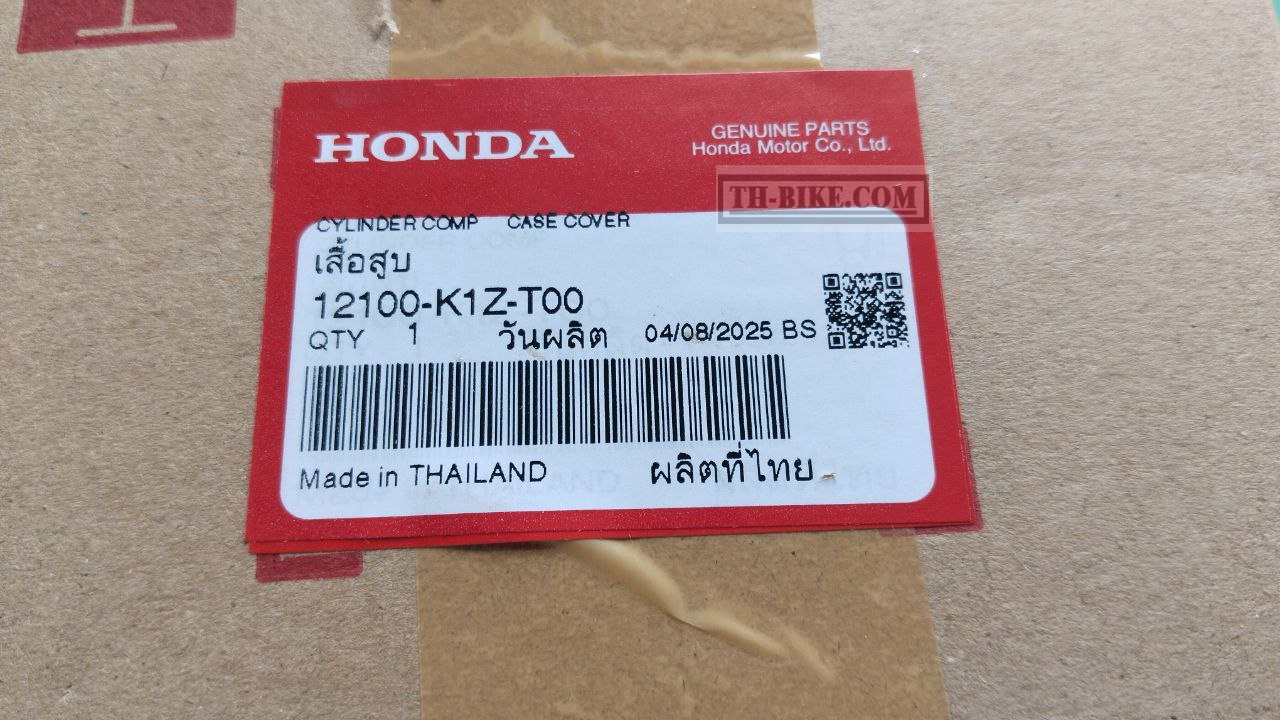 HONDA
GENUINE PARTS
Honda Motor Co., Ltd.
TH-BIKE.COM
CYLINDER COMP CASE COVER
เสื้อสูบ
12100-K1Z-T00
QTY 1 วันผลิต 04/08/2025 BS
Made in THAILAND ผลิตที่ไทย